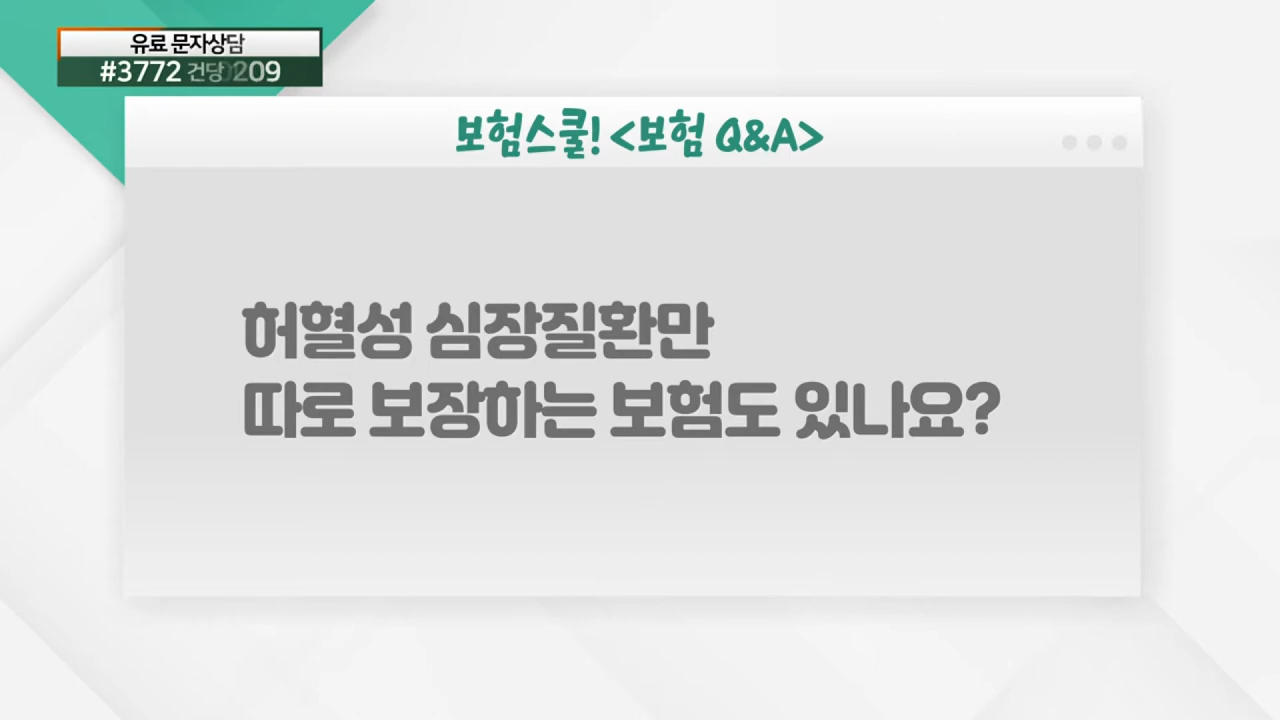 유료 문자상담
#3772
보험스쿨! <보험 Q&A>
허혈성 심장질환만
따로 보장하는 보험도 있나요?